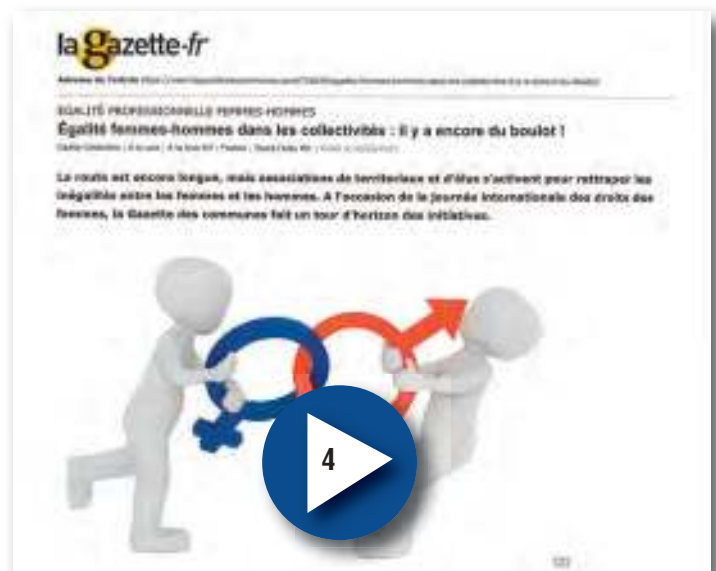 la gazette-fr
EGALITÉ PROFESSIONNELLE FEMMES-HOMMES
Égalité femmes-hommes dans les collectivités : il y a encore du boulot !
La route est encore longue, mais associations de territoriaux et d'élus s'activent pour rattraper les
inégalités entre les femmes et les hommes. A l'occasion de la journée internationale des droits des
femmes, la Gazette des communes fait un tour d'horizon des initiatives.
4